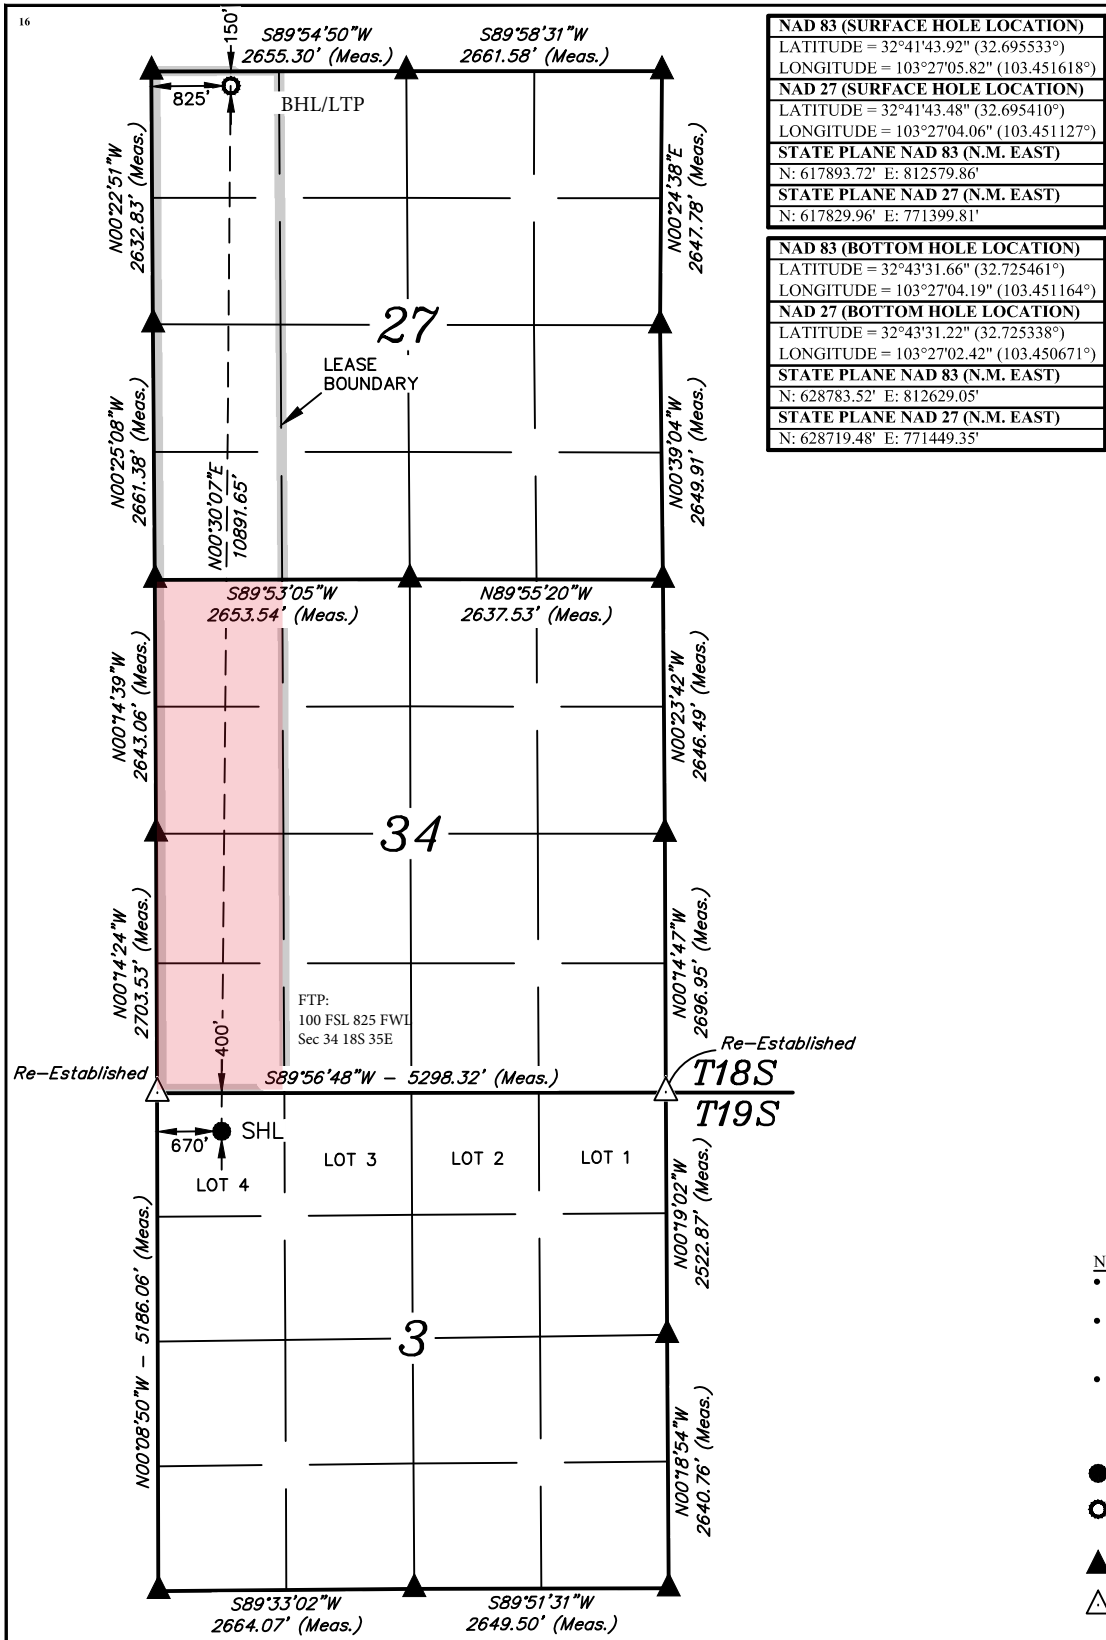 16
150'
S89°54'50"W
2655.30' (Meas.)
S89°58'31"W
2661.58' (Meas.)
825'
BHL/LTP
N00°22'51"W
2632.83' (Meas.)
N00°24'38"E
2647.78' (Meas.)
27
LEASE
BOUNDARY
N00°25'08"W
2661.38' (Meas.)
N00°30'07"E
10891.65'
N00°39'04"W
2649.91' (Meas.)
S89°53'05"W
2653.54' (Meas.)
N89°55'20"W
2637.53' (Meas.)
N00°14'39"W
2643.06' (Meas.)
N00°23'42"W
2646.49' (Meas.)
34
N00°14'24"W
2703.53' (Meas.)
N00°14'47"W
2696.95' (Meas.)
FTP:
100 FSL 825 FWL
Sec 34 18S 35E
400'
Re-Established
S89°56'48"W – 5298.32' (Meas.)
Re-Established
T18S
T19S
670'
SHL
LOT 4
LOT 3
LOT 2
LOT 1
N00°19'02"W
2522.87' (Meas.)
N00°08'50"W – 5186.06' (Meas.)
3
N00°18'54"W
2640.76' (Meas.)
S89°33'02"W
2664.07' (Meas.)
S89°51'31"W
2649.50' (Meas.)
NAD 83 (SURFACE HOLE LOCATION)
LATITUDE = 32°41'43.92" (32.695533°)
LONGITUDE = 103°27'05.82" (103.451618°)
NAD 27 (SURFACE HOLE LOCATION)
LATITUDE = 32°41'43.48" (32.695410°)
LONGITUDE = 103°27'04.06" (103.451127°)
STATE PLANE NAD 83 (N.M. EAST)
N: 617893.72' E: 812579.86'
STATE PLANE NAD 27 (N.M. EAST)
N: 617829.96' E: 771399.81'
NAD 83 (BOTTOM HOLE LOCATION)
LATITUDE = 32°43'31.66" (32.725461°)
LONGITUDE = 103°27'04.19" (103.451164°)
NAD 27 (BOTTOM HOLE LOCATION)
LATITUDE = 32°43'31.22" (32.725338°)
LONGITUDE = 103°27'02.42" (103.450671°)
STATE PLANE NAD 83 (N.M. EAST)
N: 628783.52' E: 812629.05'
STATE PLANE NAD 27 (N.M. EAST)
N: 628719.48' E: 771449.35'
N